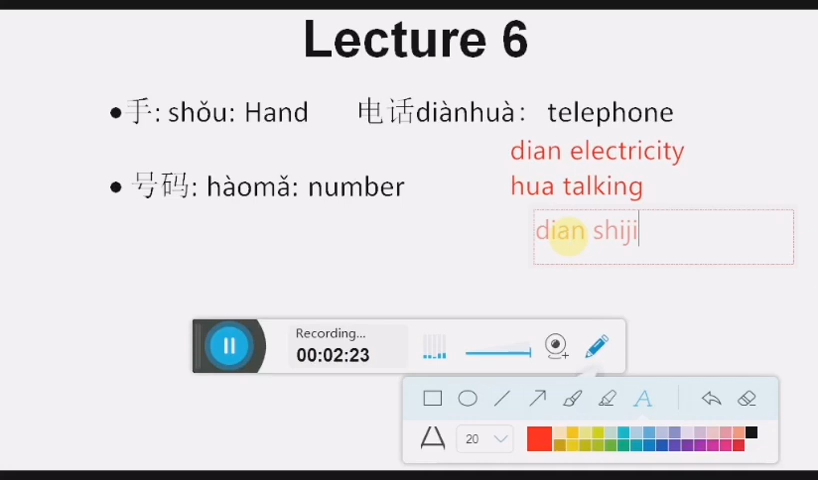 Lecture 6
•手: shǒu: Hand 电话diànhuà: telephone
dian electricity
•号码: hàomǎ: number
hua talking
dian shiji
Recording...
00:02:23
A
20